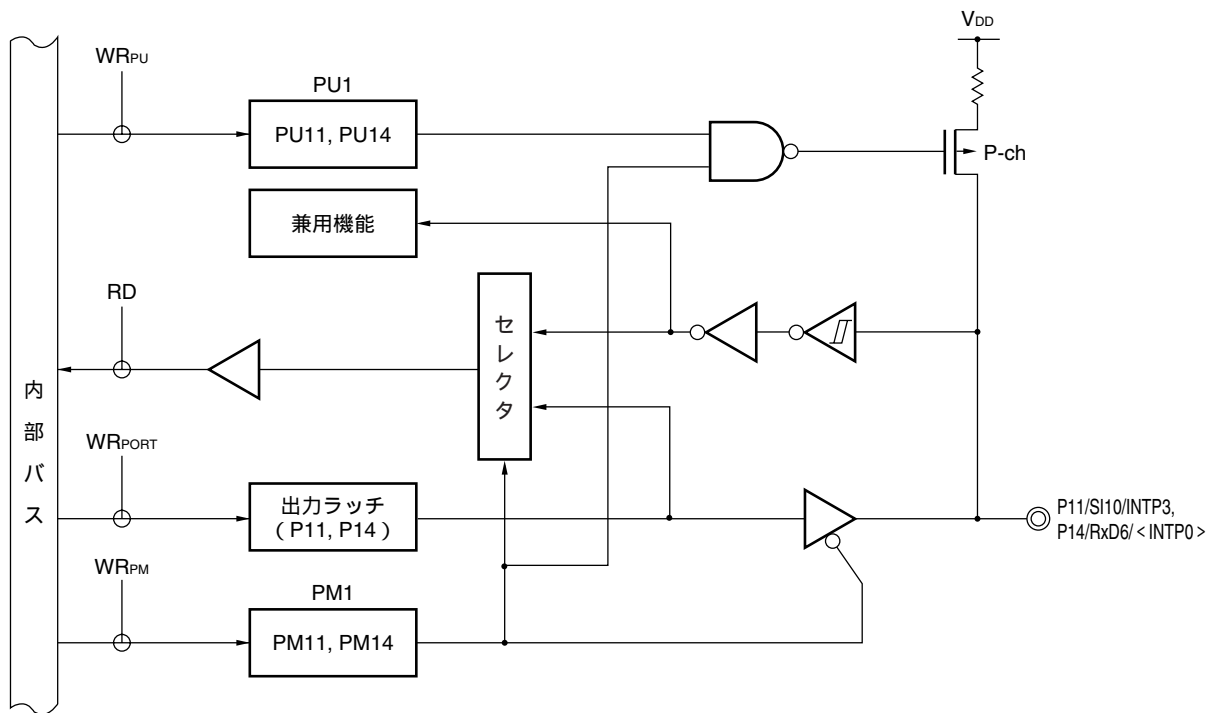 VDD
WRPU
PU1
PU11, PU14
P-ch
兼用機能
RD
セレクタ
内部バス
WRPORT
出力ラッチ
(P11, P14)
P11/SI10/INTP3,
P14/RxD6/<INTP0>
WRPM
PM1
PM11, PM14